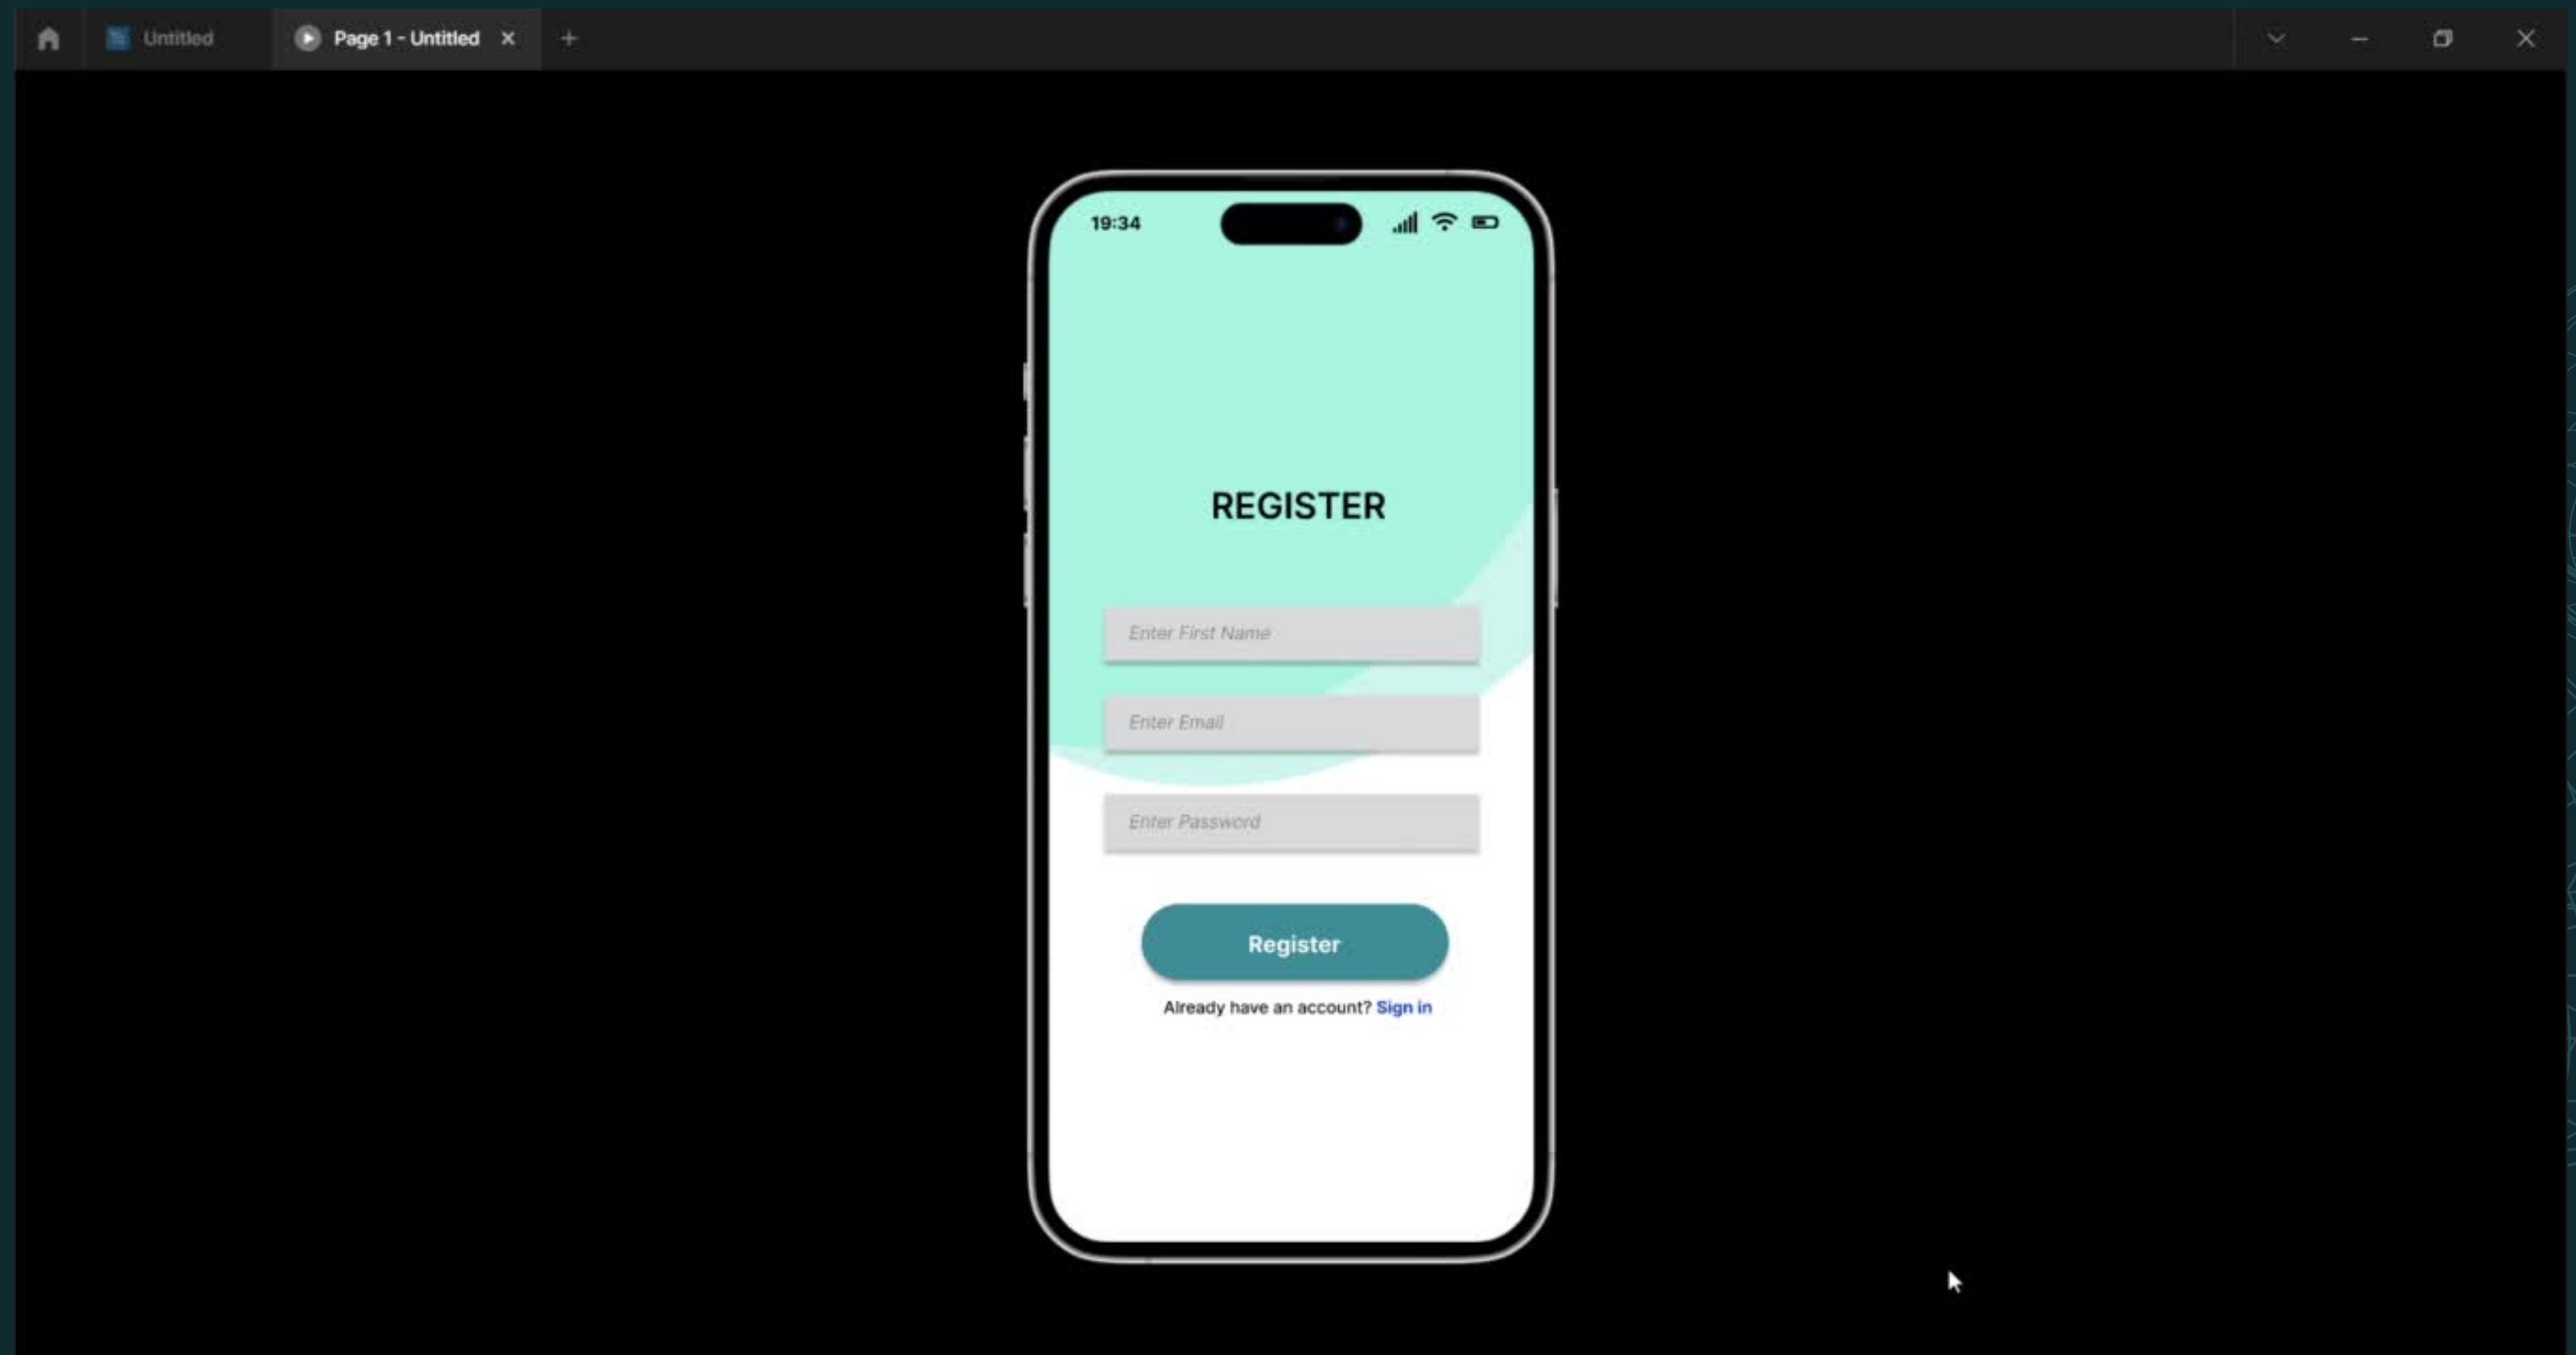 Untitled
Page 1 - Untitled
19:34
REGISTER
Enter First Name
Enter Email
Enter Password
Register
Already have an account? Sign in